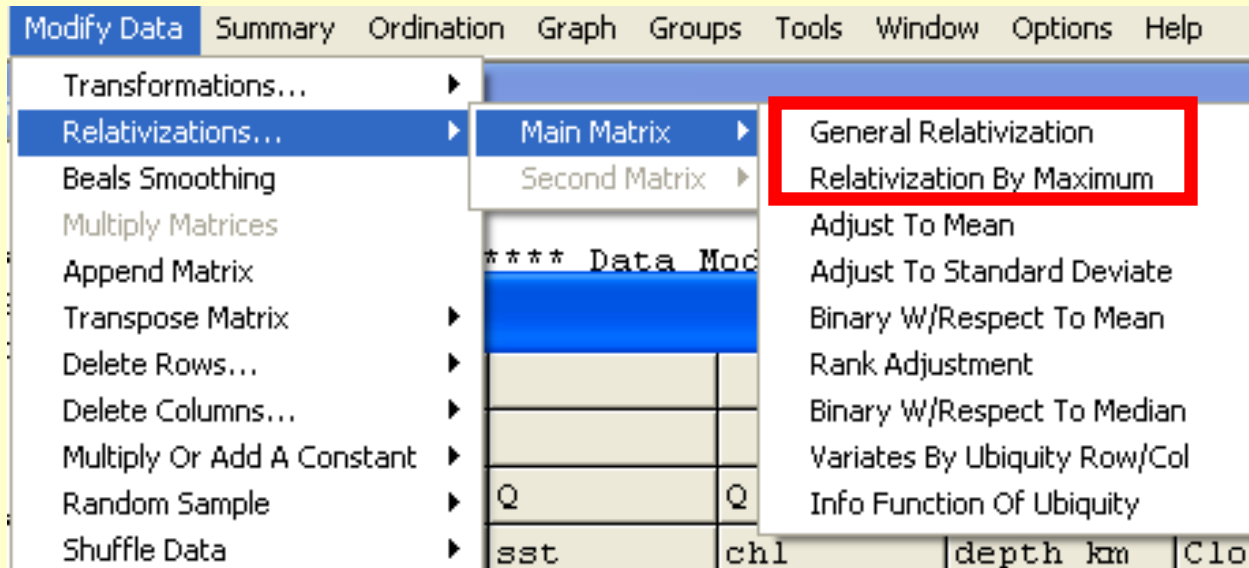 Modify Data Summary Ordination Graph Groups Tools Window Options Help
Transformations...
Relativizations...
Beals Smoothing
Multiply Matrices
Append Matrix
Transpose Matrix
Delete Rows...
Delete Columns...
Multiply Or Add A Constant
Random Sample
Shuffle Data
Main Matrix
Second Matrix
General Relativization
Relativization By Maximum
Adjust To Mean
Adjust To Standard Deviate
Binary W/Respect To Mean
Rank Adjustment
Binary W/Respect To Median
Variates By Ubiquity Row/Col
Info Function Of Ubiquity
**** Data Mod
Q Q
sst chl depth km Clo